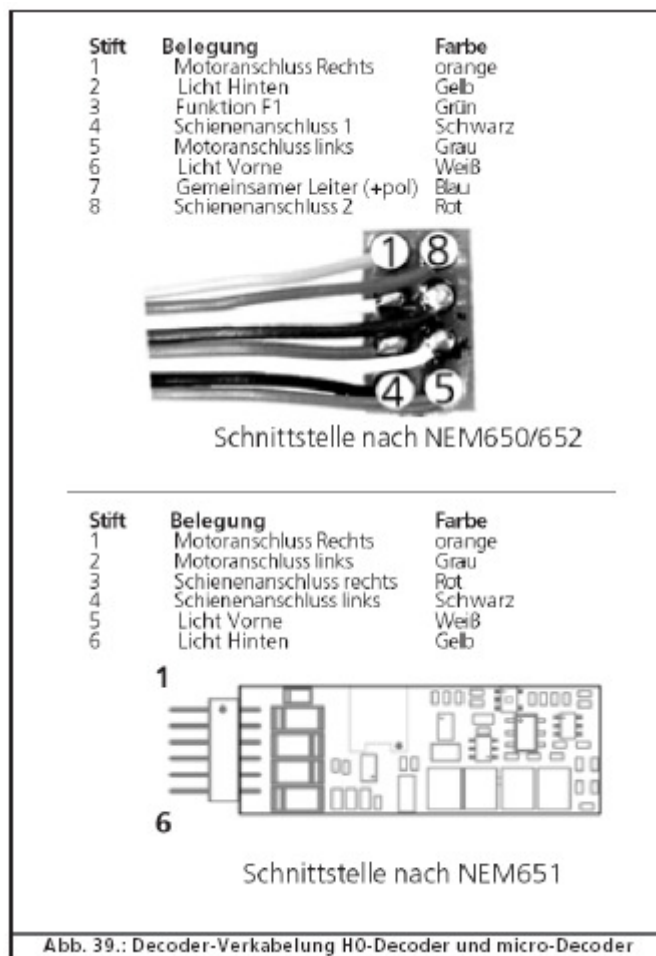 Stift Belegung Farbe
1 Motoranschluss Rechts orange
2 Licht Hinten Gelb
3 Funktion F1 Grün
4 Schienenanschluss 1 Schwarz
5 Motoranschluss links Grau
6 Licht Vorne Weiß
7 Gemeinsamer Leiter (+pol) Blau
8 Schienenanschluss 2 Rot
1 8
4 5
Schnittstelle nach NEM650/652
Stift Belegung Farbe
1 Motoranschluss Rechts orange
2 Motoranschluss links Grau
3 Schienenanschluss rechts Rot
4 Schienenanschluss links Schwarz
5 Licht Vorne Weiß
6 Licht Hinten Gelb
1
6
Schnittstelle nach NEM651
Abb. 39.: Decoder-Verkabelung H0-Decoder und micro-Decoder